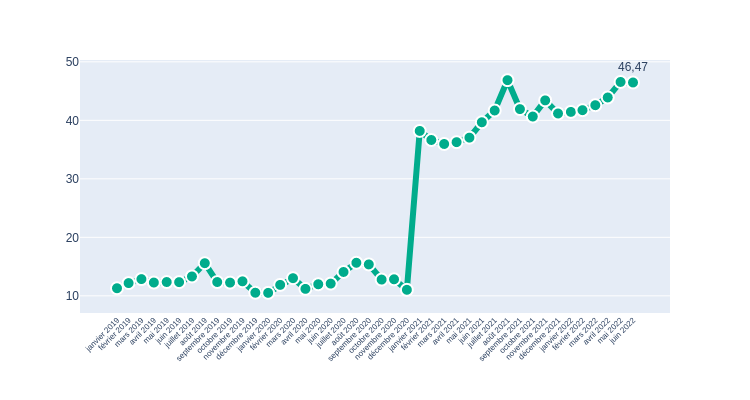 50
46,47
40
30
20
10
janvier 2019
février 2019
mars 2019
avril 2019
mai 2019
juin 2019
juillet 2019
août 2019
septembre 2019
octobre 2019
novembre 2019
décembre 2019
janvier 2020
février 2020
mars 2020
avril 2020
mai 2020
juin 2020
juillet 2020
août 2020
septembre 2020
octobre 2020
novembre 2020
décembre 2020
janvier 2021
février 2021
mars 2021
avril 2021
mai 2021
juin 2021
juillet 2021
août 2021
septembre 2021
octobre 2021
novembre 2021
décembre 2021
janvier 2022
février 2022
mars 2022
avril 2022
mai 2022
juin 2022